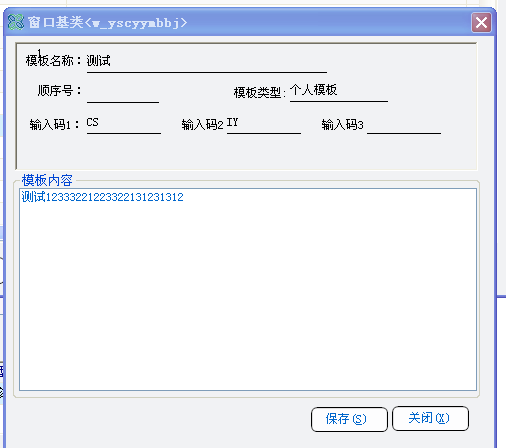 窗口基类<w_yscyymbbj>
模板名称： 测试
顺序号： 模板类型: 个人模板
输入码1： CS 输入码2 IY 输入码3
模板内容
测试12333221223322131231312
保存(S) 关闭(X)